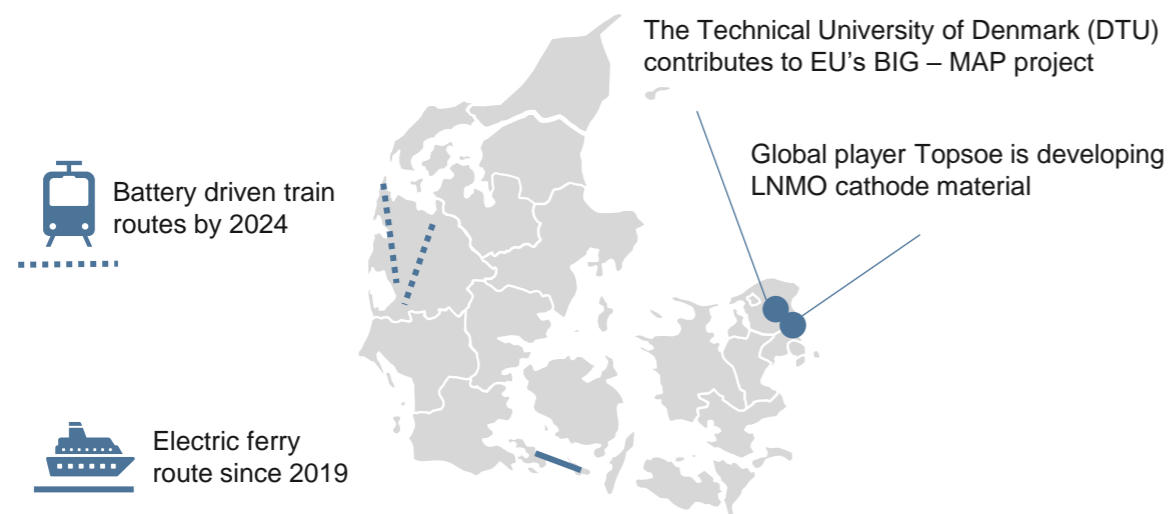 The Technical University of Denmark (DTU)
contributes to EU's BIG – MAP project
Global player Topsoe is developing
LNMO cathode material
Battery driven train
routes by 2024
Electric ferry
route since 2019